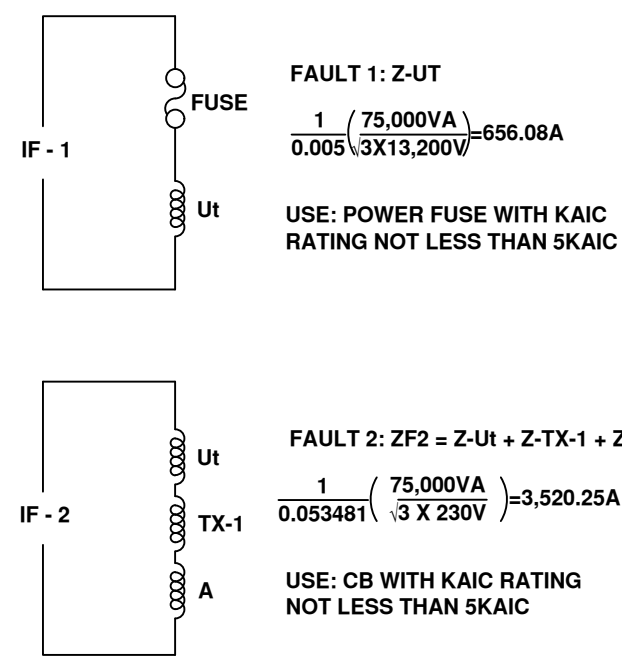 FUSE
IF - 1
Ut
FAULT 1: Z-UT
1/0.005(75,000VA/√3X13,200V)=656.08A
USE: POWER FUSE WITH KAIC
RATING NOT LESS THAN 5KAIC
Ut
IF - 2
TX-1
A
FAULT 2: ZF2 = Z-Ut + Z-TX-1 + Z
1/0.053481( 75,000VA/√3 X 230V )=3,520.25A
USE: CB WITH KAIC RATING
NOT LESS THAN 5KAIC